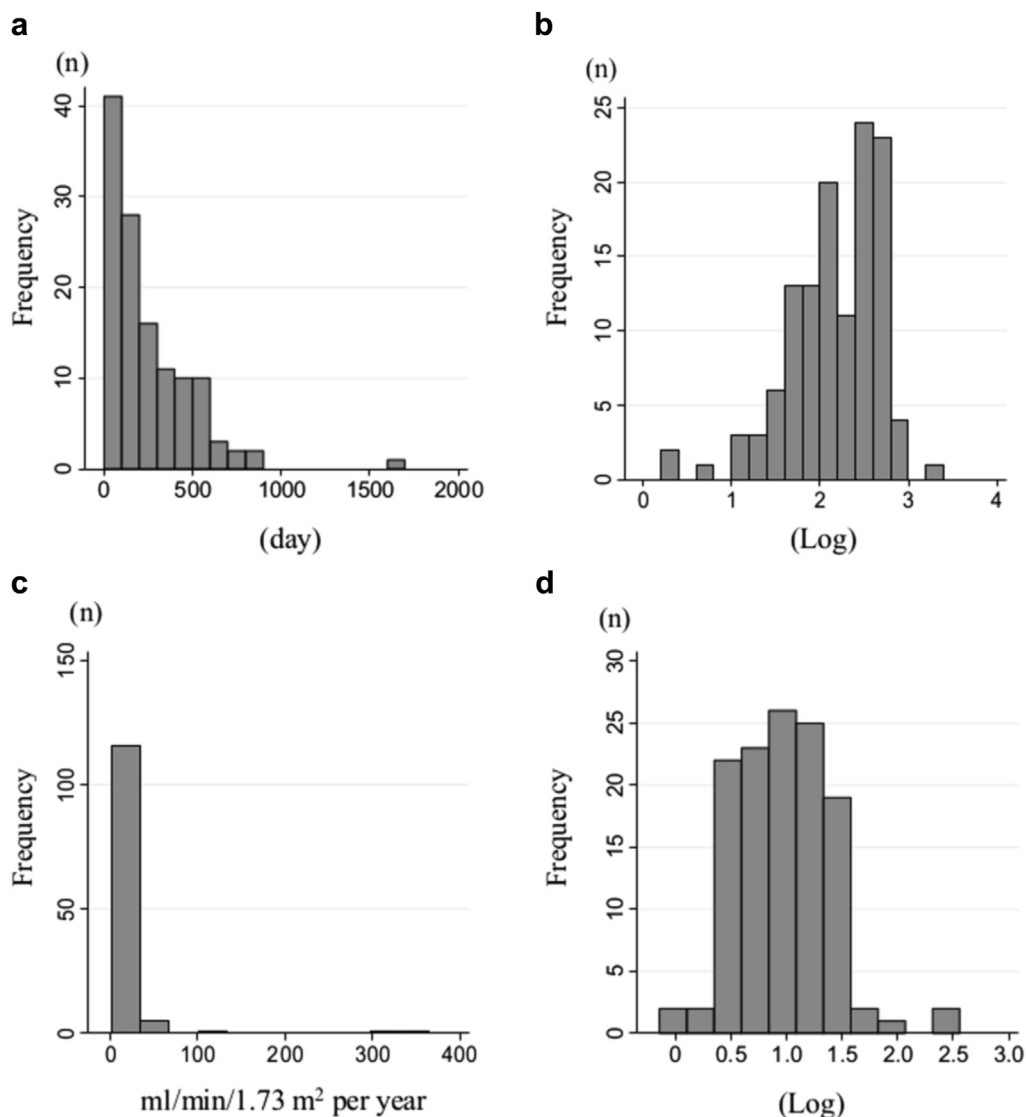 a
(n)
Frequency
40
30
20
10
0
0 500 1000 1500 2000
(day)
b
(n)
Frequency
25
20
15
10
5
0
0 1 2 3 4
(Log)
c
(n)
Frequency
150
100
50
0
0 100 200 300 400
ml/min/1.73 m² per year
d
(n)
Frequency
30
25
20
15
10
5
0
0 0.5 1.0 1.5 2.0 2.5 3.0
(Log)